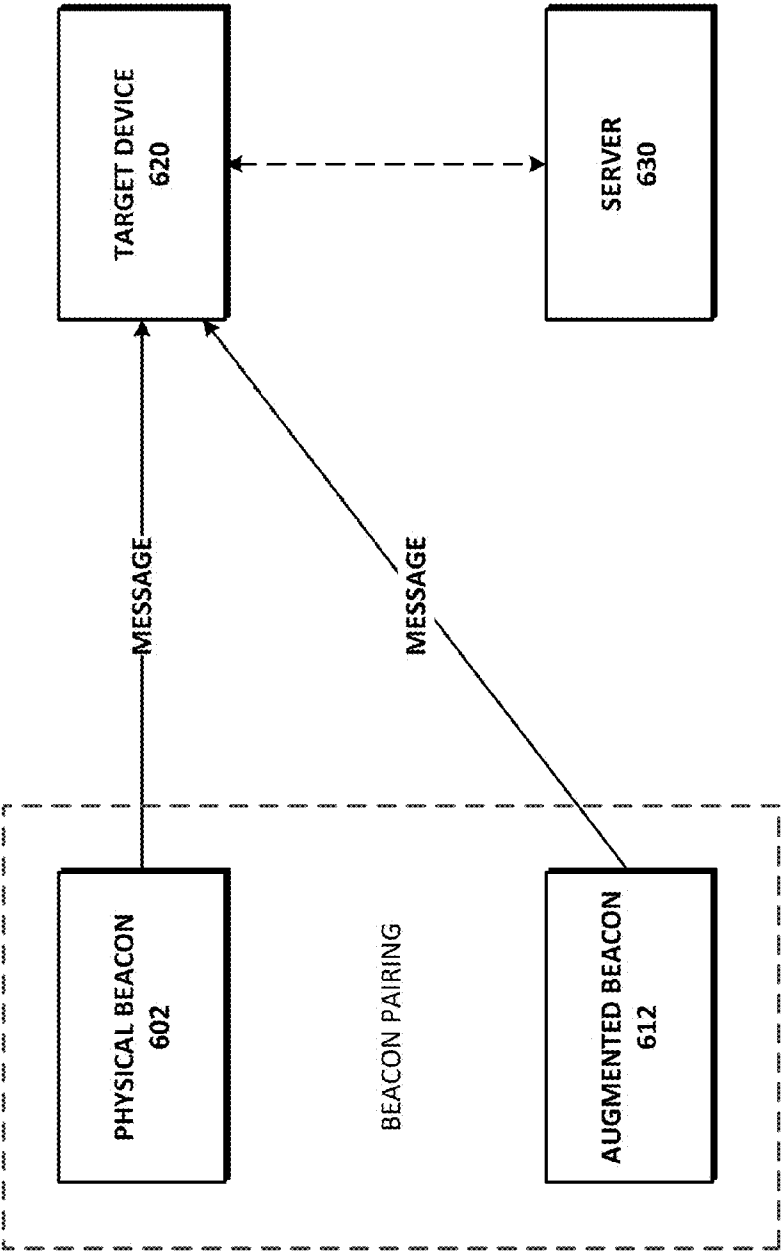 PHYSICAL BEACON
602
MESSAGE
TARGET DEVICE
620
BEACON PAIRING
MESSAGE
AUGMENTED BEACON
612
SERVER
630